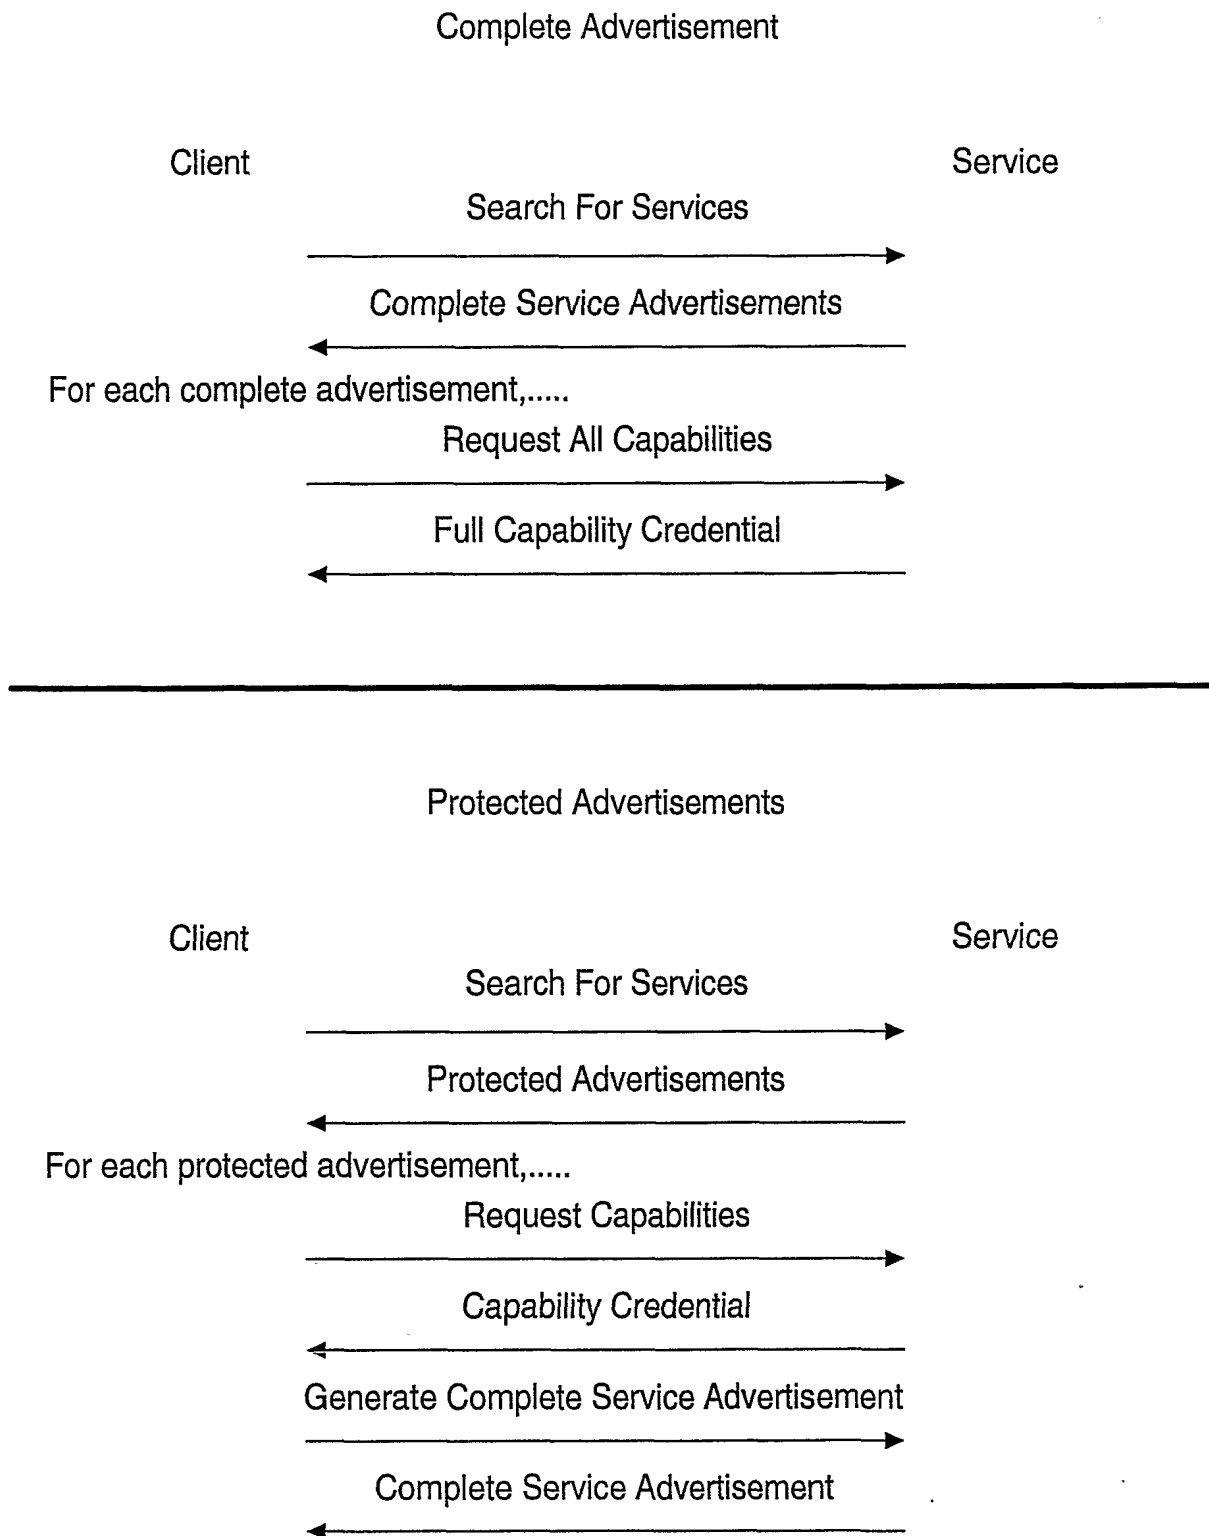 Complete Advertisement
Client
Service
Search For Services
Complete Service Advertisements
For each complete advertisement,.....
Request All Capabilities
Full Capability Credential
Protected Advertisements
Client
Service
Search For Services
Protected Advertisements
For each protected advertisement,.....
Request Capabilities
Capability Credential
Generate Complete Service Advertisement
Complete Service Advertisement